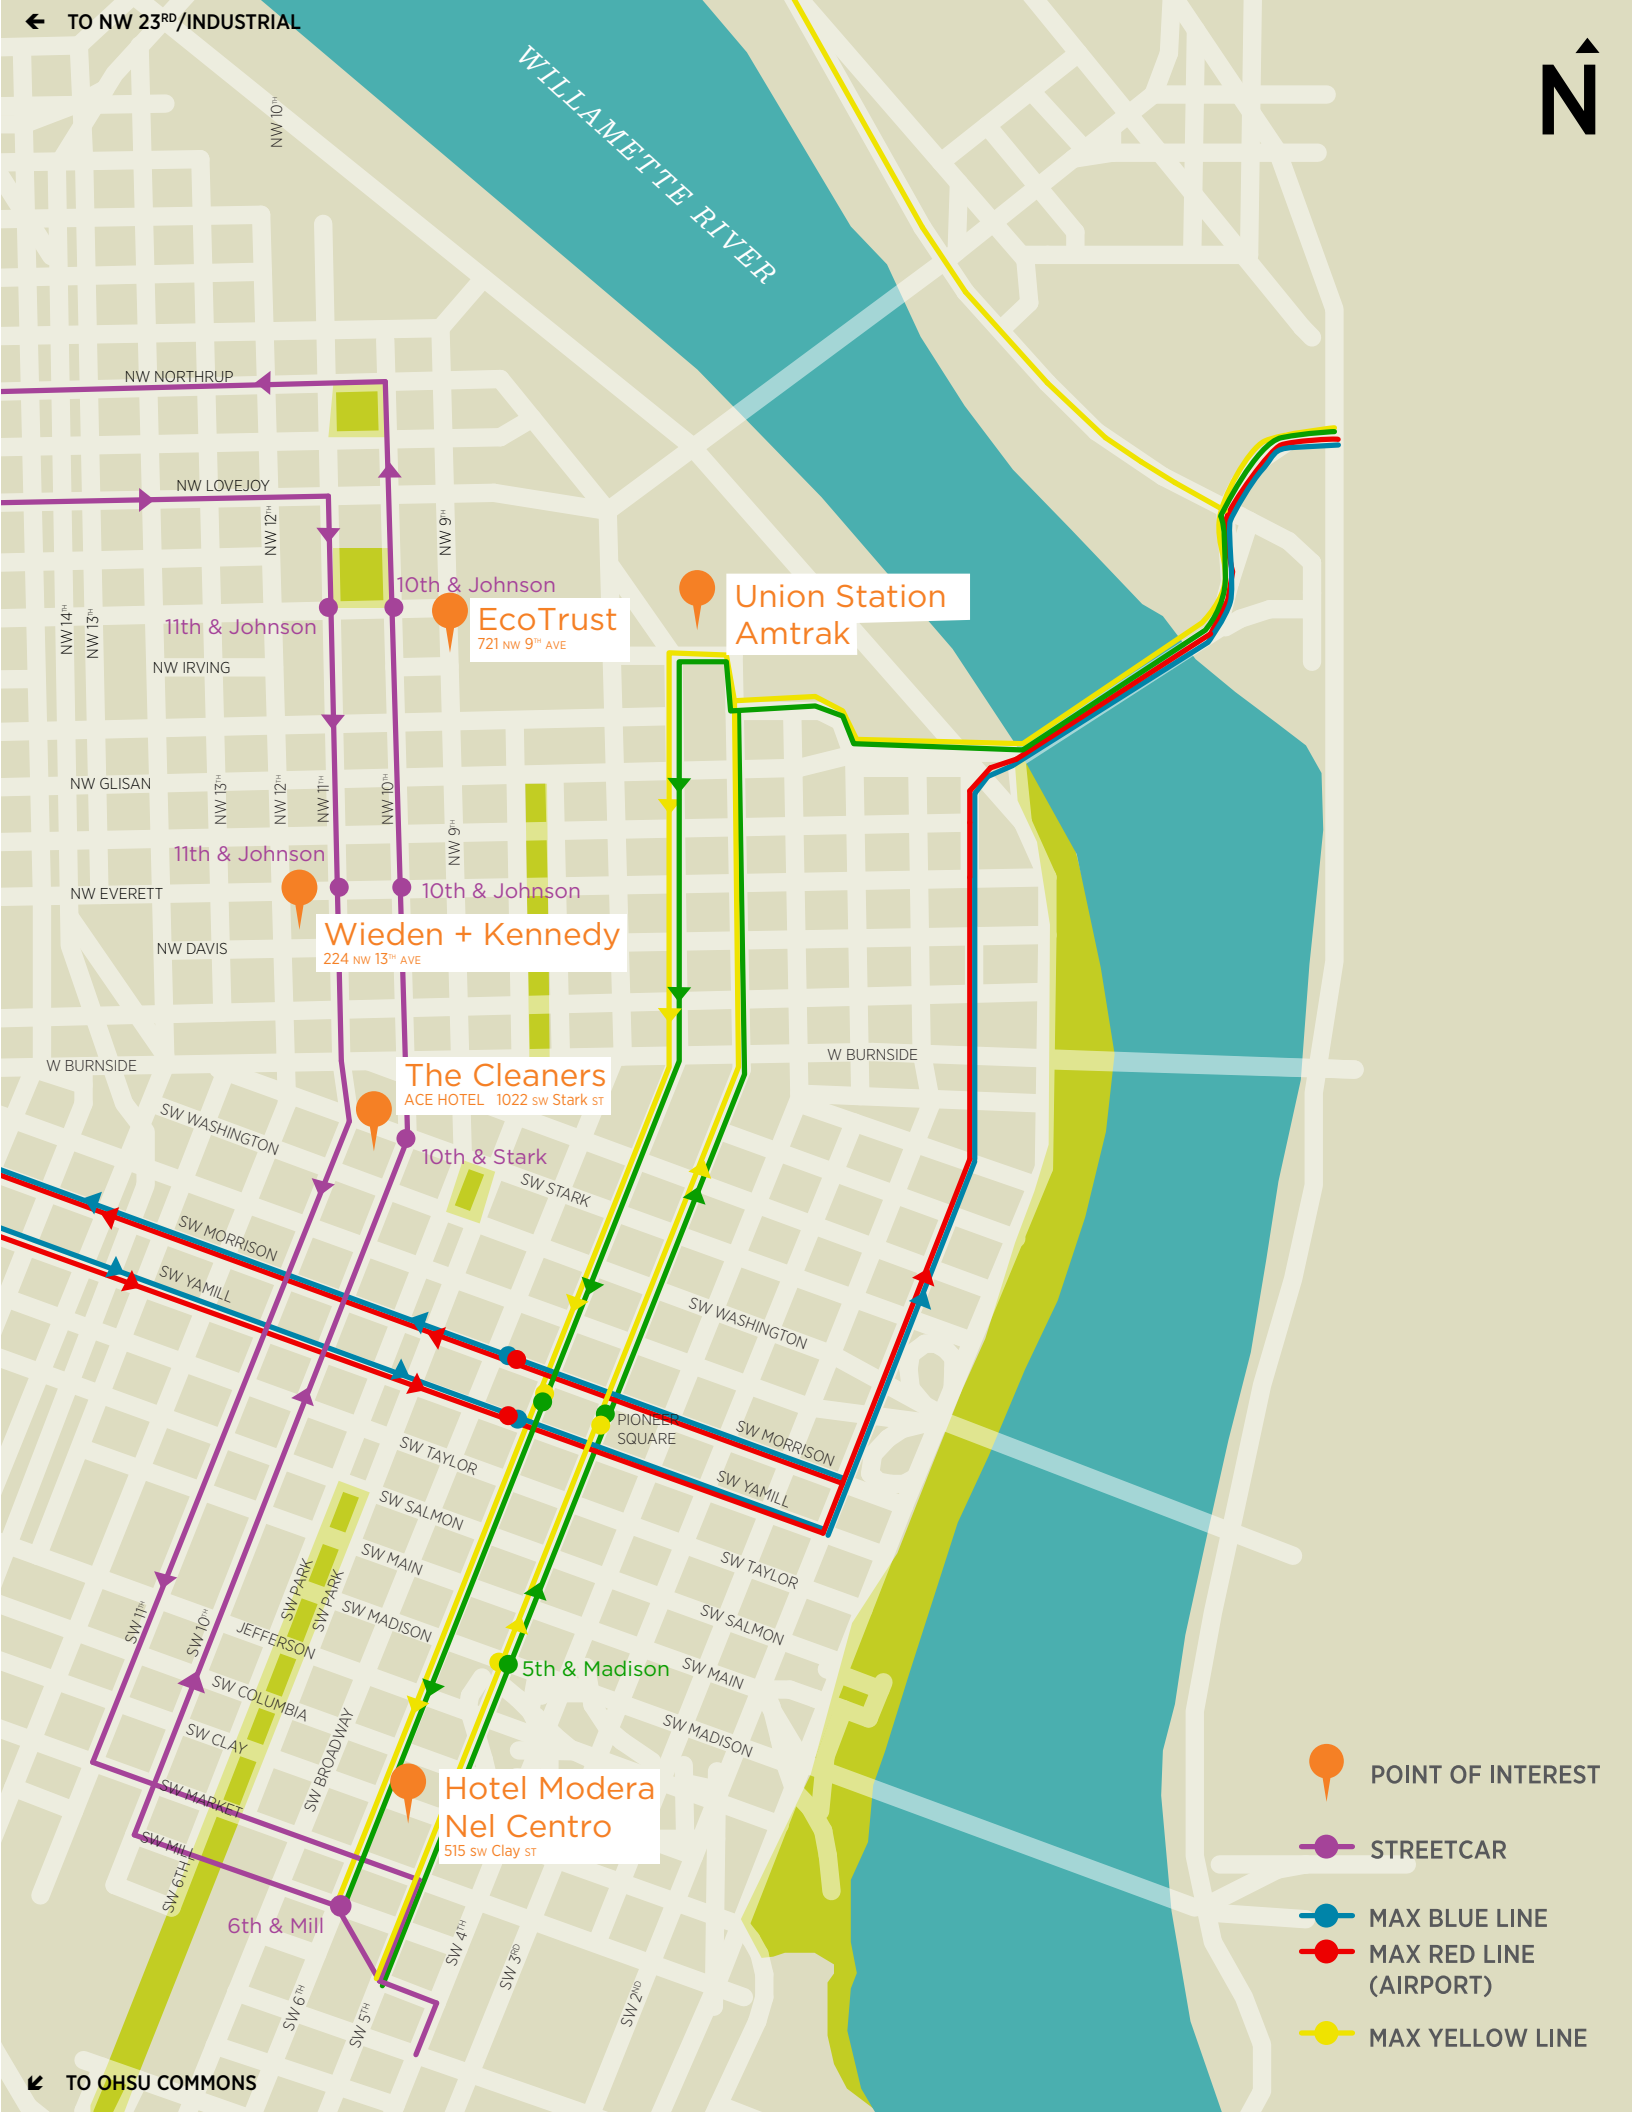 TO NW 23RD/INDUSTRIAL
N
WILLAMETTE RIVER
NW 10TH
NW NORTHRUP
NW LOVEJOY
NW 12TH
NW 9TH
10th & Johnson
11th & Johnson
EcoTrust
721 NW 9TH AVE
Union Station
Amtrak
NW 14TH
NW 13TH
NW IRVING
NW GLISAN
NW 13TH
NW 12TH
NW 11TH
NW 10TH
NW 9TH
11th & Johnson
10th & Johnson
NW EVERETT
Wieden + Kennedy
224 NW 13TH AVE
NW DAVIS
W BURNSIDE
W BURNSIDE
The Cleaners
ACE HOTEL 1022 SW Stark ST
SW WASHINGTON
10th & Stark
SW STARK
SW MORRISON
SW YAMILL
SW WASHINGTON
PIONEER
SQUARE
SW MORRISON
SW YAMILL
SW TAYLOR
SW SALMON
SW MAIN
SW MADISON
SW PARK
SW PARK
SW TAYLOR
SW SALMON
SW MAIN
SW MADISON
SW 11TH
SW 10TH
JEFFERSON
SW COLUMBIA
SW CLAY
SW BROADWAY
5th & Madison
SW MARKET
SW MILL
SW 6TH
Hotel Modera
Nel Centro
515 SW Clay ST
6th & Mill
SW 6TH
SW 5TH
SW 4TH
SW 3RD
SW 2ND
POINT OF INTEREST
STREETCAR
MAX BLUE LINE
MAX RED LINE
(AIRPORT)
MAX YELLOW LINE
TO OHSU COMMONS